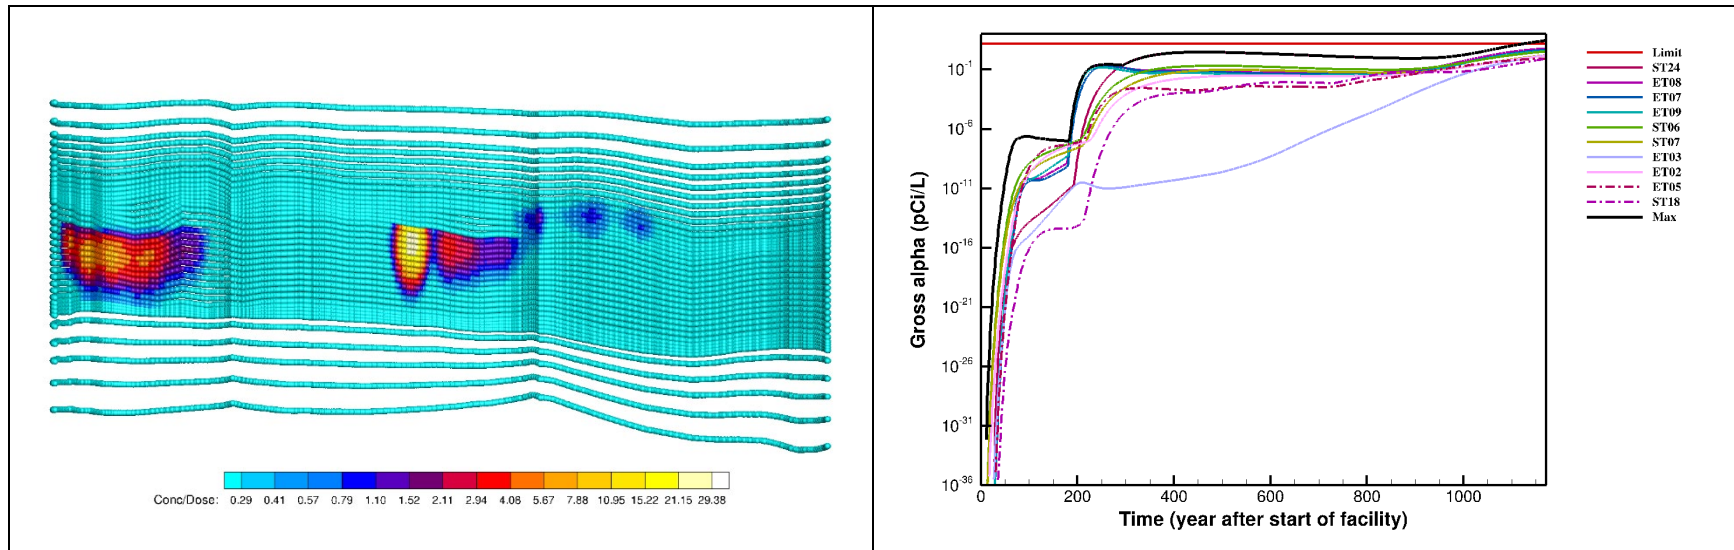 Conc/Dose: 0.29 0.41 0.57 0.79 1.10 1.52 2.11 2.94 4.06 5.67 7.88 10.95 15.22 21.15 29.38
Gross alpha (pCi/L)
10-1
10-6
10-11
10-16
10-21
10-26
10-31
10-36
0 200 400 600 800 1000
Time (year after start of facility)
Limit
ST24
ET08
ET07
ET09
ST06
ST07
ET03
ET02
ET05
ST18
Max